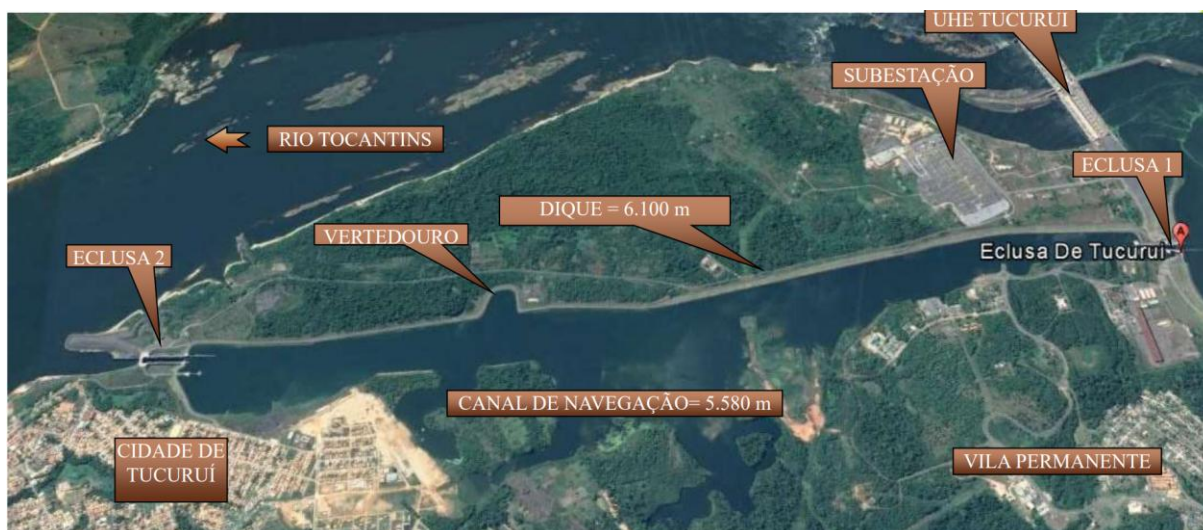 UHE TUCURUI
SUBESTAÇÃO
RIO TOCANTINS
ECLUSA 1
DIQUE = 6.100 m
VERTEDOURO
ECLUSA 2
Eclusa De Tucurui
A
CANAL DE NAVEGAÇÃO= 5.580 m
CIDADE DE
TUCURUÍ
VILA PERMANENTE